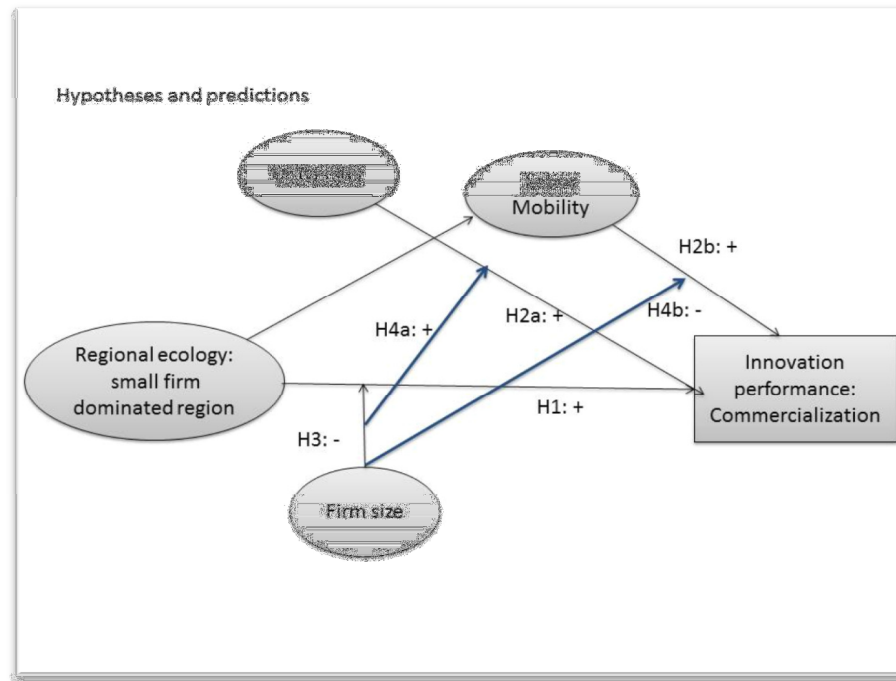 Hypotheses and predictions
Mobility
H2b: +
H4a: +
H2a: +
H4b: -
Regional ecology:
small firm
dominated region
Innovation
performance:
Commercialization
H1: +
H3: -
Firm size